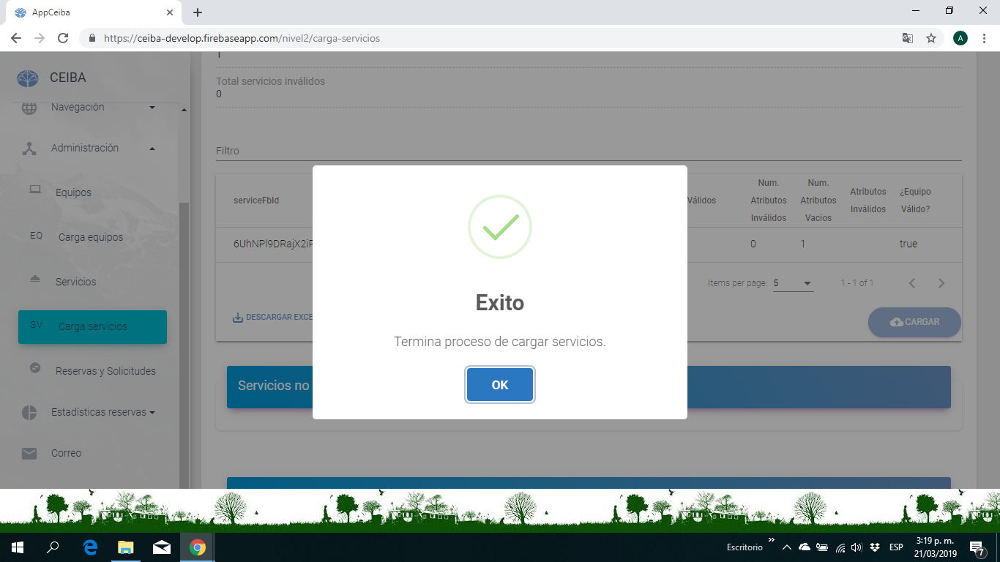 AppCeiba
https://ceiba-develop.firebaseapp.com/nivel2/carga-servicios
A
CEIBA
Navegación
Administración
Equipos
EQ Carga equipos
Servicios
SV Carga servicios
Reservas y Solicitudes
Estadísticas reservas
Correo
1
Total servicios inválidos
0
Filtro
serviceFbId
Válidos
Num.
Atributos
Inválidos
Num.
Atributos
Vacios
Atributos
Inválidos
¿Equipo
Válido?
0 1 true
Items per page: 5 1 - 1 of 1
CARGAR
Servicios no
Exito
Termina proceso de cargar servicios.
OK
Escritorio
ESP
3:19 p. m.
21/03/2019
7